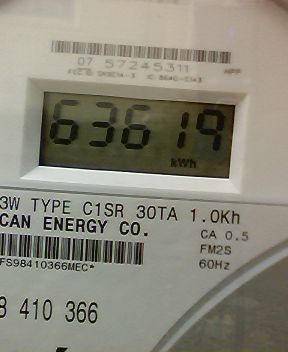 07 57245311
63619
kWh
3W TYPE C1SR 30TA 1.0Kh
CAN ENERGY CO.
CA 0.5
FM2S
FS98410366MEC*
60Hz
8 410 366